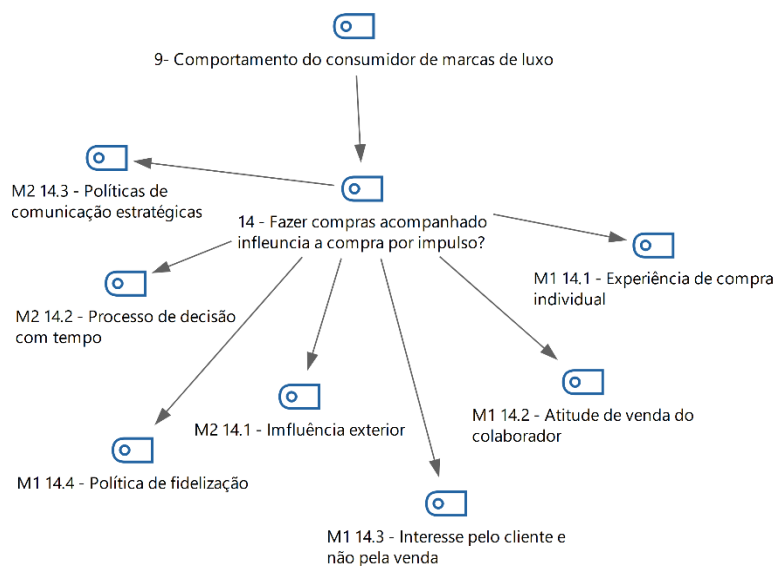 9- Comportamento do consumidor de marcas de luxo
M2 14.3 - Políticas de
comunicação estratégicas
14 - Fazer compras acompanhado
infleuncia a compra por impulso?
M1 14.1 - Experiência de compra
individual
M2 14.2 - Processo de decisão
com tempo
M2 14.1 - Imfluência exterior
M1 14.2 - Atitude de venda do
colaborador
M1 14.4 - Política de fidelização
M1 14.3 - Interesse pelo cliente e
não pela venda